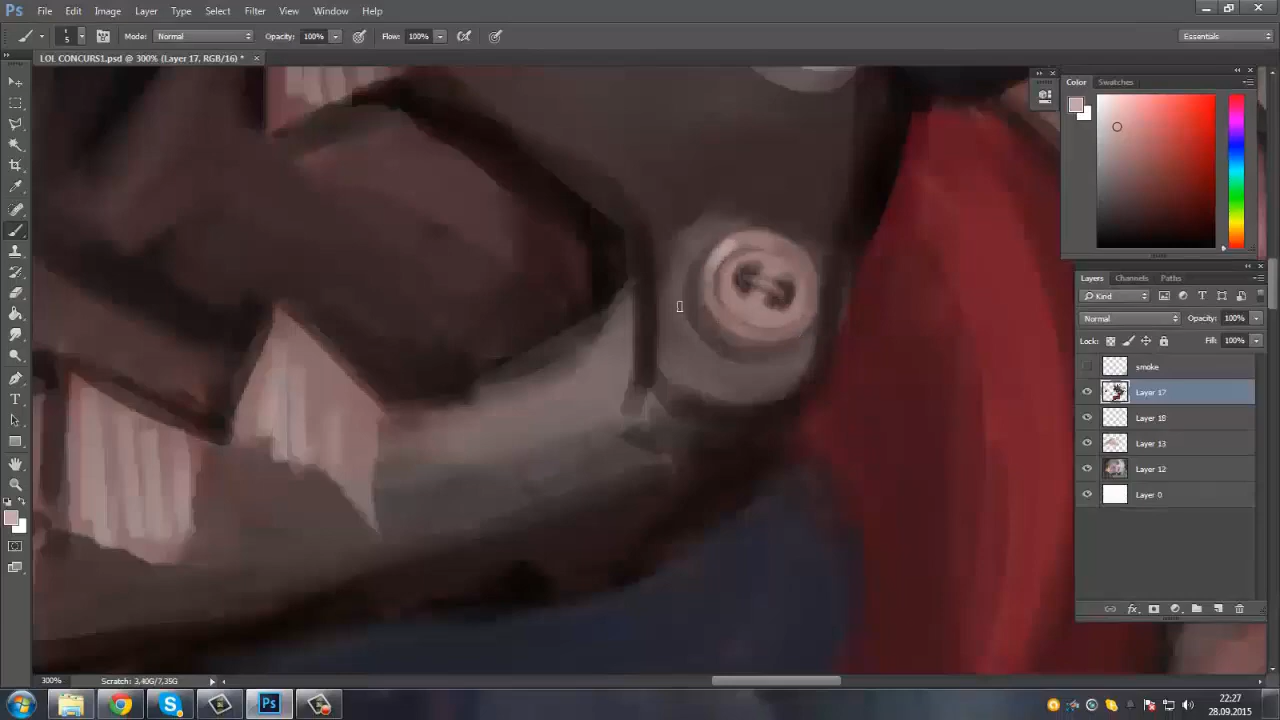 Ps File Edit Image Layer Type Select Filter View Window Help
5 Mode: Normal Opacity: 100% Flow: 100% Essentials
LOL CONCURS1.psd @ 300% (Layer 17, RGB/16) *
Color Swatches
Layers Channels Paths
Kind
Normal Opacity: 100%
Lock: Fill: 100%
smoke
Layer 17
Layer 18
Layer 13
Layer 12
Layer 0
300% Scratch: 3,40G/7,35G
Ps
22:27
28.09.2015